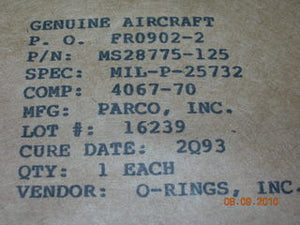 GENUINE AIRCRAFT
P. O. FR0902-2
P/N: MS28775-125
SPEC: MIL-P-25732
COMP: 4067-70
MFG: PARCO, INC.
LOT #: 16239
CURE DATE: 2Q93
QTY: 1 EACH
VENDOR: O-RINGS, INC.
08.09.2010